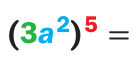 (3a²)⁵ =